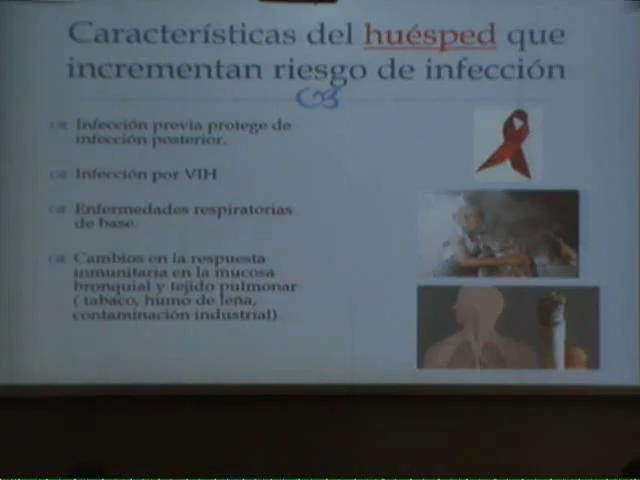 Características del huésped que
incrementan riesgo de infección
Infección previa protege de
infección posterior.
Infección por VIH
Enfermedades respiratorias
de base.
Cambios en la respuesta
inmunitaria en la mucosa
bronquial y tejido pulmonar
( tabaco, humo de leña,
contaminación industrial)